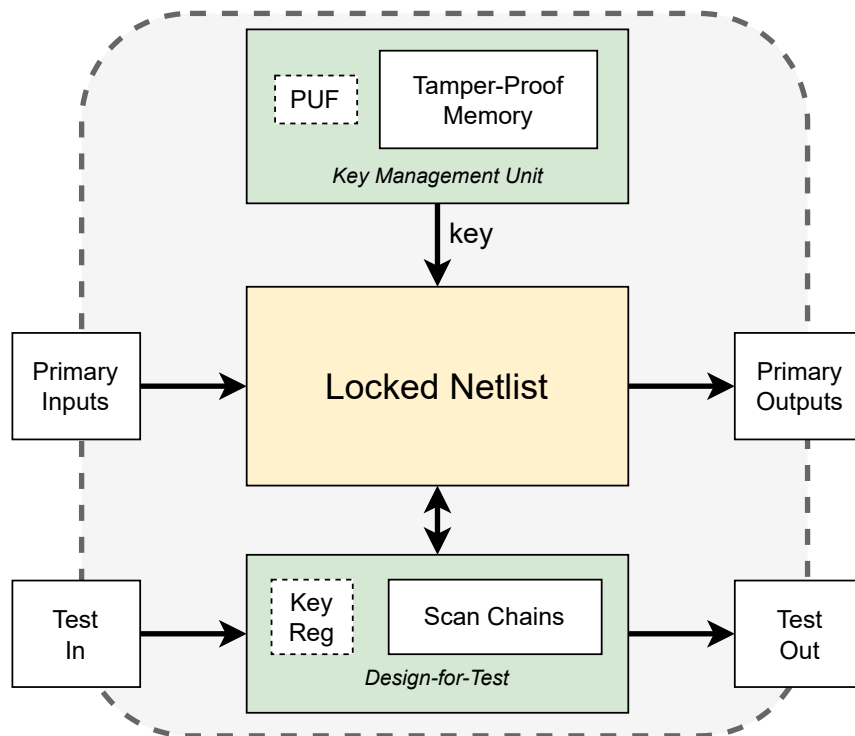 PUF
Tamper-Proof
Memory
Key Management Unit
key
Primary
Inputs
Locked Netlist
Primary
Outputs
Test
In
Key
Reg
Scan Chains
Design-for-Test
Test
Out